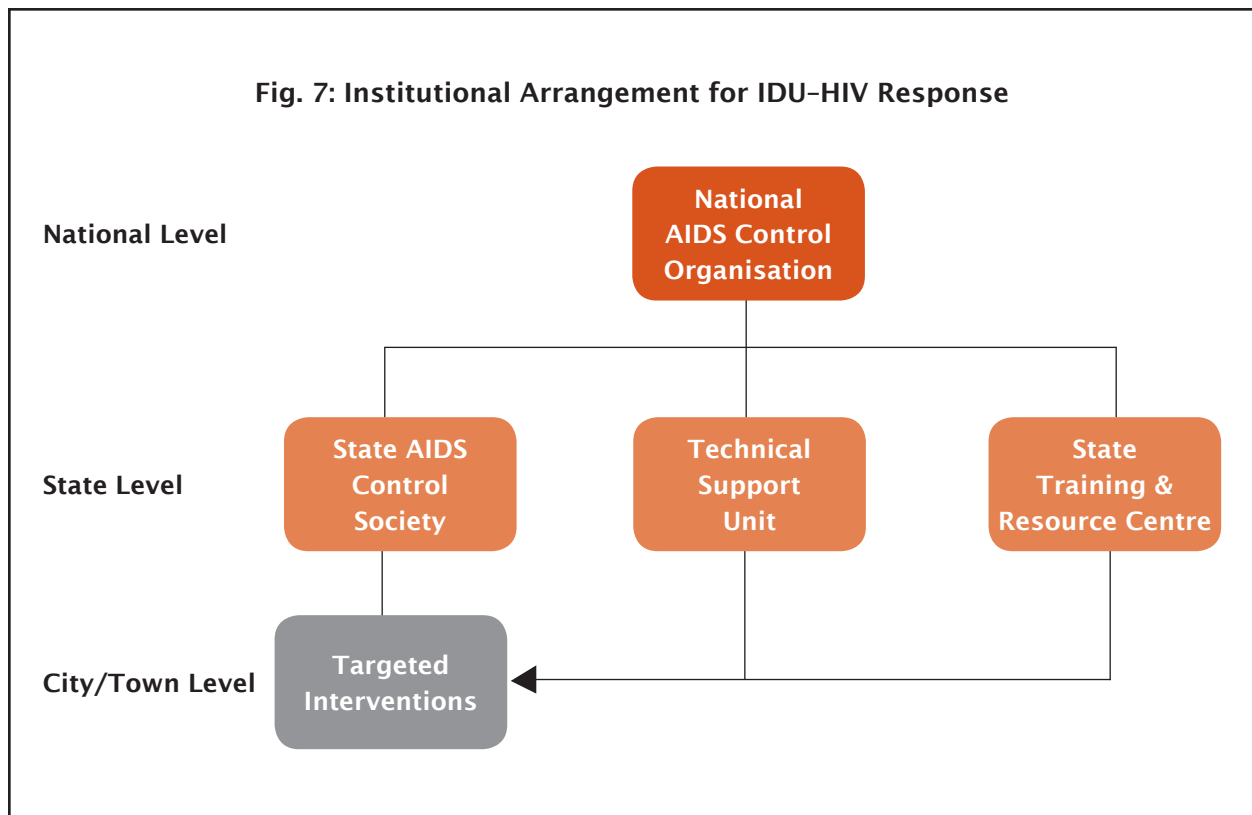 Fig. 7: Institutional Arrangement for IDU–HIV Response
National Level
National
AIDS Control
Organisation
State Level
State AIDS
Control
Society
Technical
Support
Unit
State
Training &
Resource Centre
City/Town Level
Targeted
Interventions